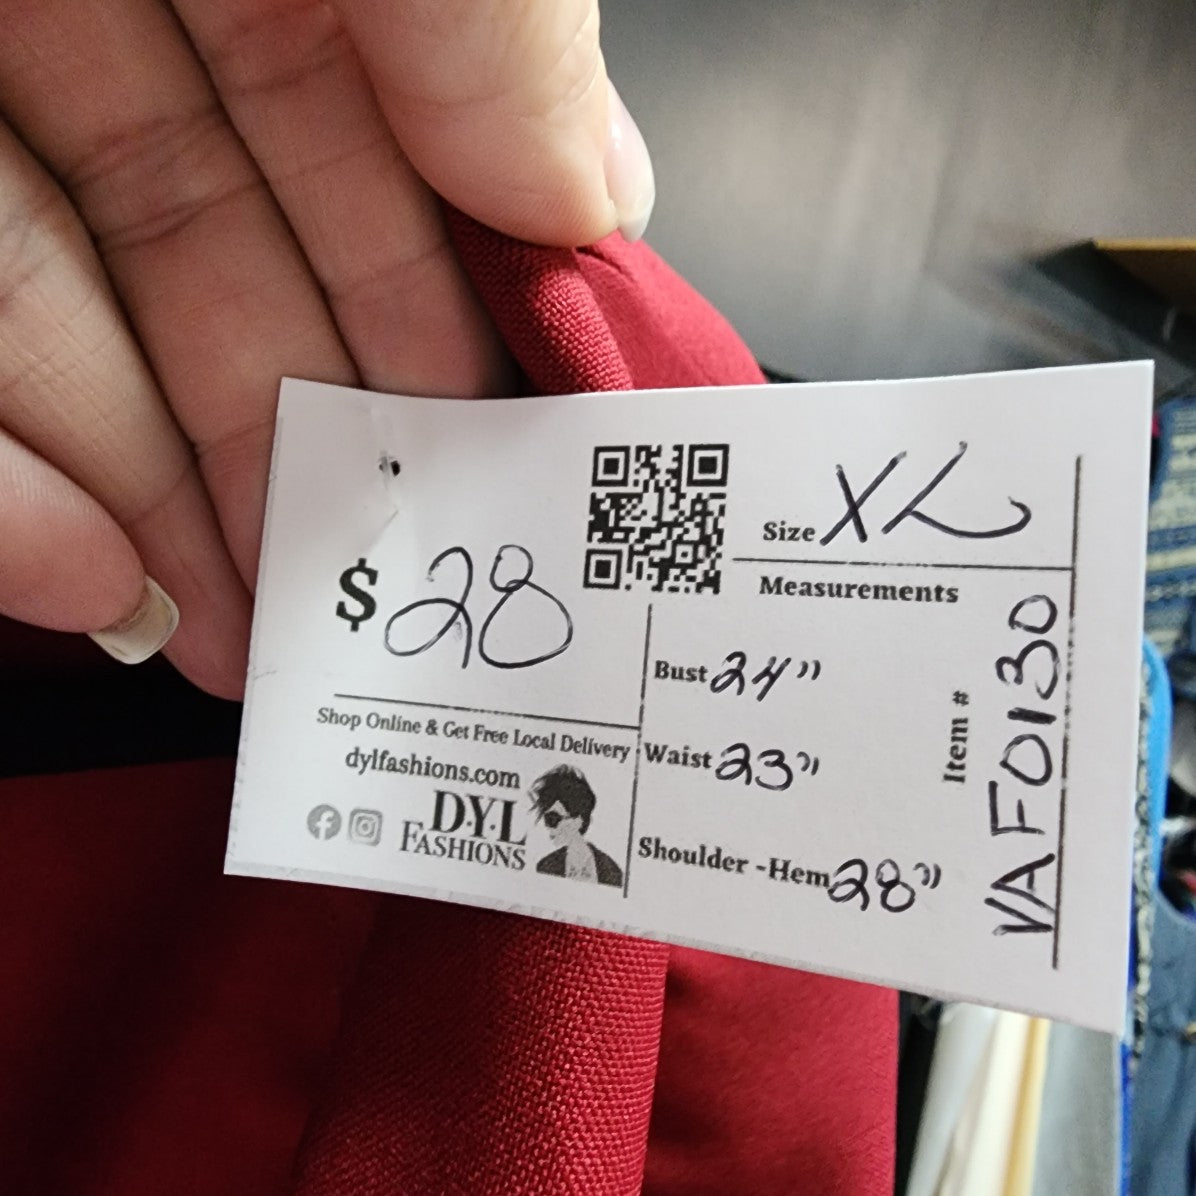 $ 28
Shop Online & Get Free Local Delivery
dylfashions.com
D.Y.L
FASHIONS
Size XL
Measurements
Bust 24"
Waist 23"
Shoulder -Hem 28"
Item # VAF0130